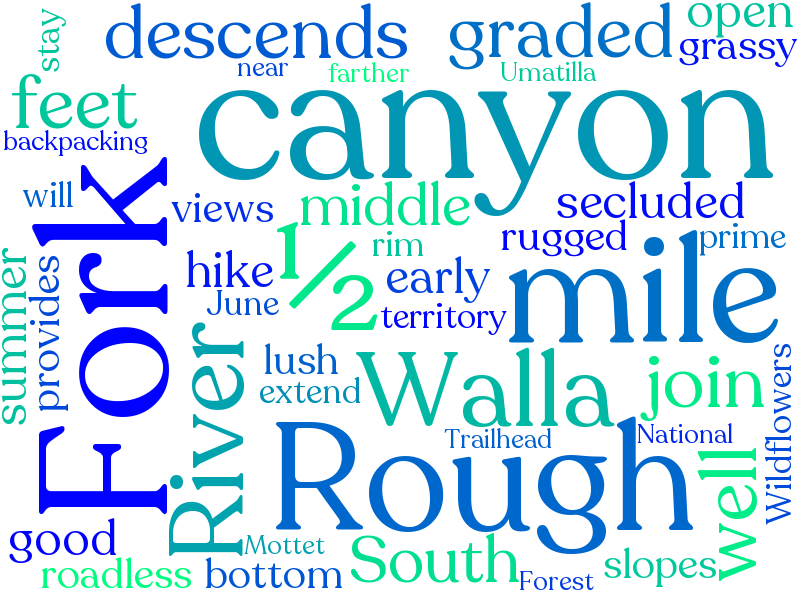 stay
descends
graded
open
grassy
near
farther
Umatilla
feet
canyon
backpacking
will
views
middle
secluded
Fork
½
rim
rugged
prime
hike
early
mile
summer
provides
June
territory
River
lush
extend
Walla
join
Wildflowers
Rough
Trailhead
National
well
good
Mottet
South
slopes
roadless
bottom
Forest